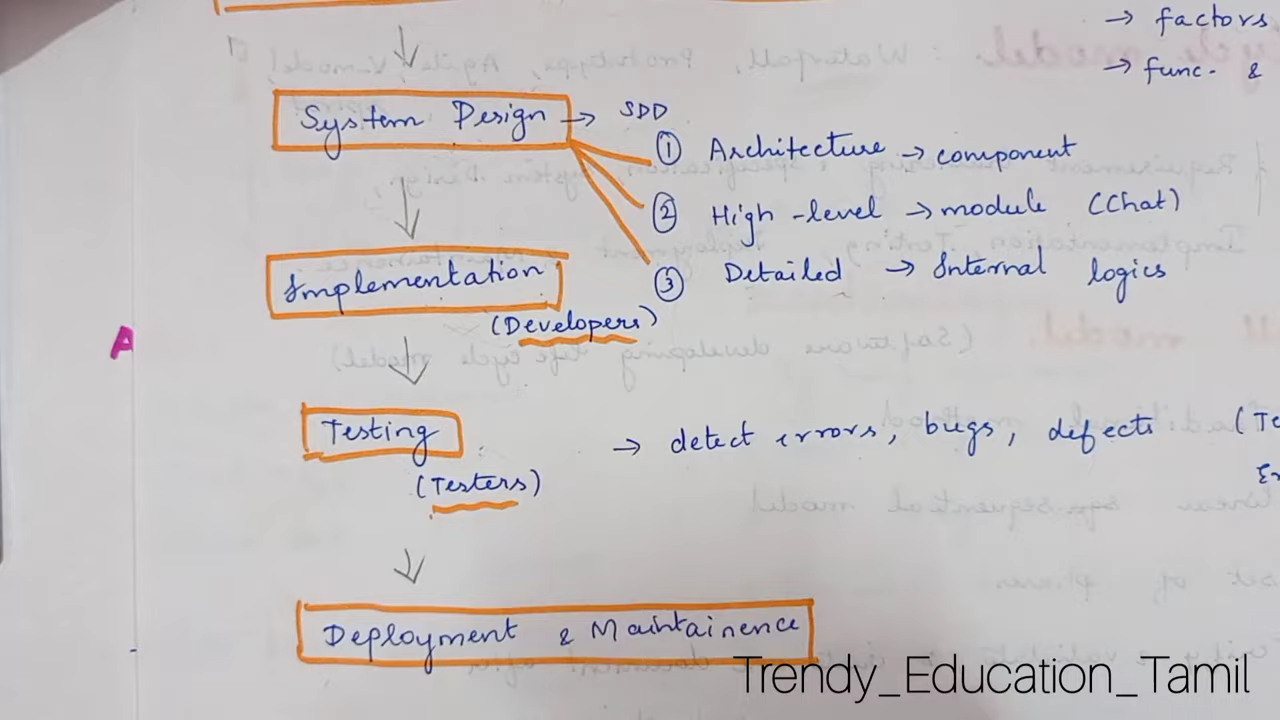 → factors
→ func. &
System Design → SDD
① Architecture → component
② High-level → module (Chat)
③ Detailed → Internal logics
Implementation
(Developers)
A
Testing → detect errors, bugs, defects (Te
(Testers)
Deployment & Maintainence
Trendy_Education_Tamil